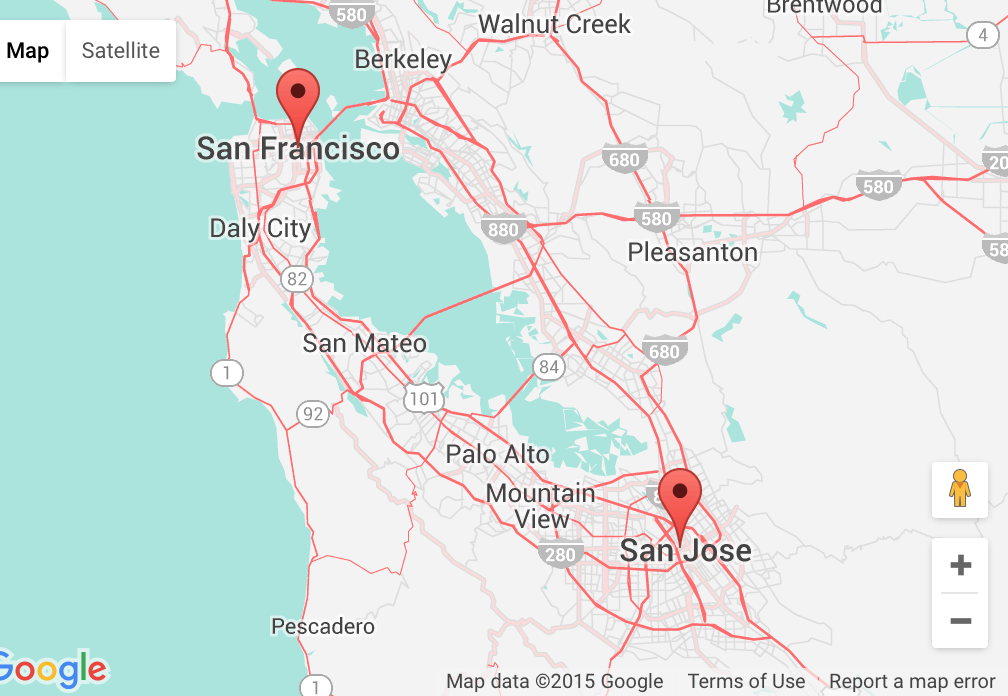 580
Walnut Creek
Brentwood
4
Map
Satellite
Berkeley
San Francisco
680
580
20
Daly City
880
580
58
Pleasanton
82
San Mateo
680
1
84
101
92
Palo Alto
Mountain
View
280
San Jose
Pescadero
1
Google
Map data ©2015 Google
Terms of Use
Report a map error